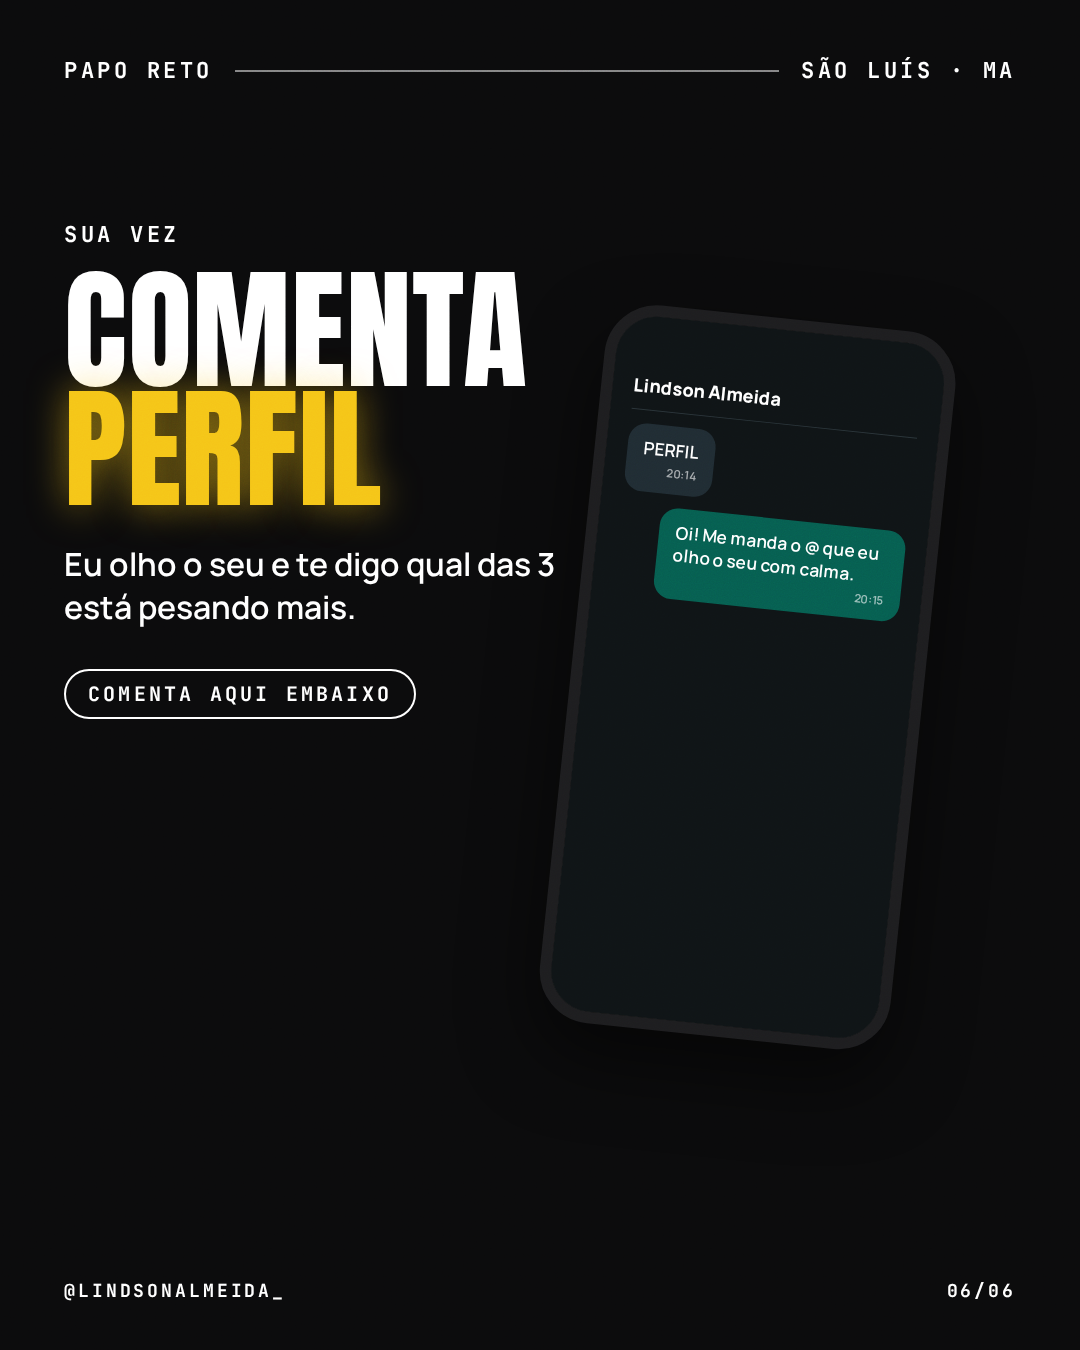 PAPO RETO
SÃO LUÍS · MA
SUA VEZ
COMENTA
PERFIL
Eu olho o seu e te digo qual das 3
está pesando mais.
COMENTA AQUI EMBAIXO
Lindson Almeida
PERFIL
20:14
Oi! Me manda o @ que eu
olho o seu com calma.
20:15
@LINDSONALMEIDA_
06/06